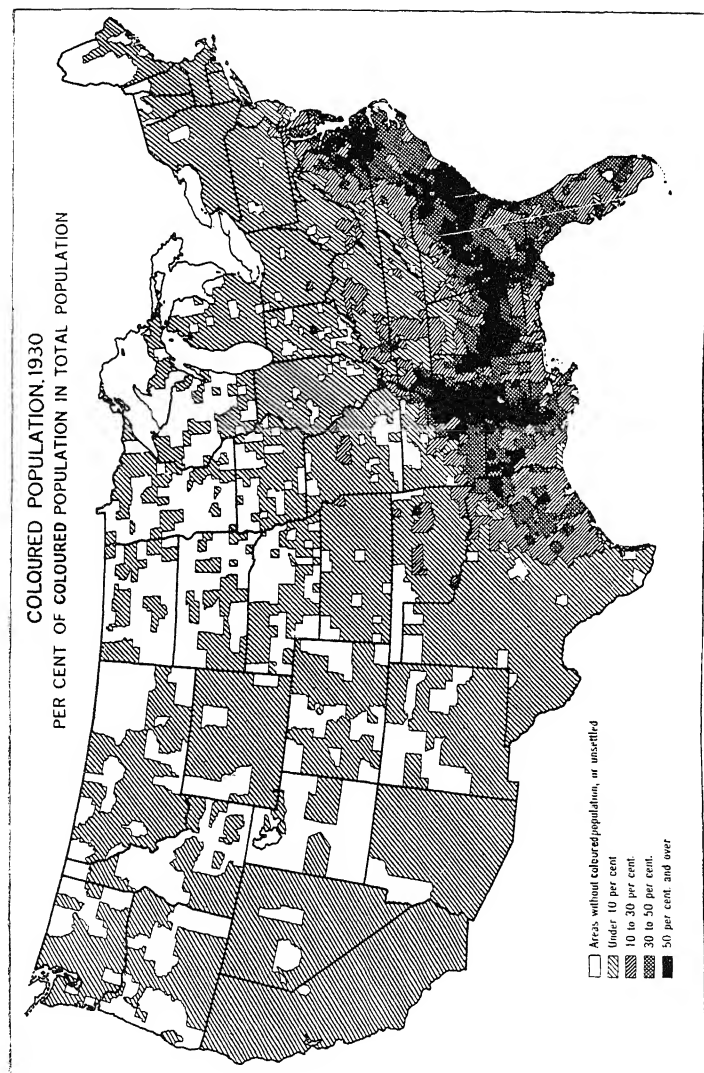 COLOURED POPULATION, 1930
PER CENT OF COLOURED POPULATION IN TOTAL POPULATION
Areas without coloured population, or unsettled
Under 10 per cent
10 to 30 per cent.
30 to 50 per cent.
50 per cent. and over